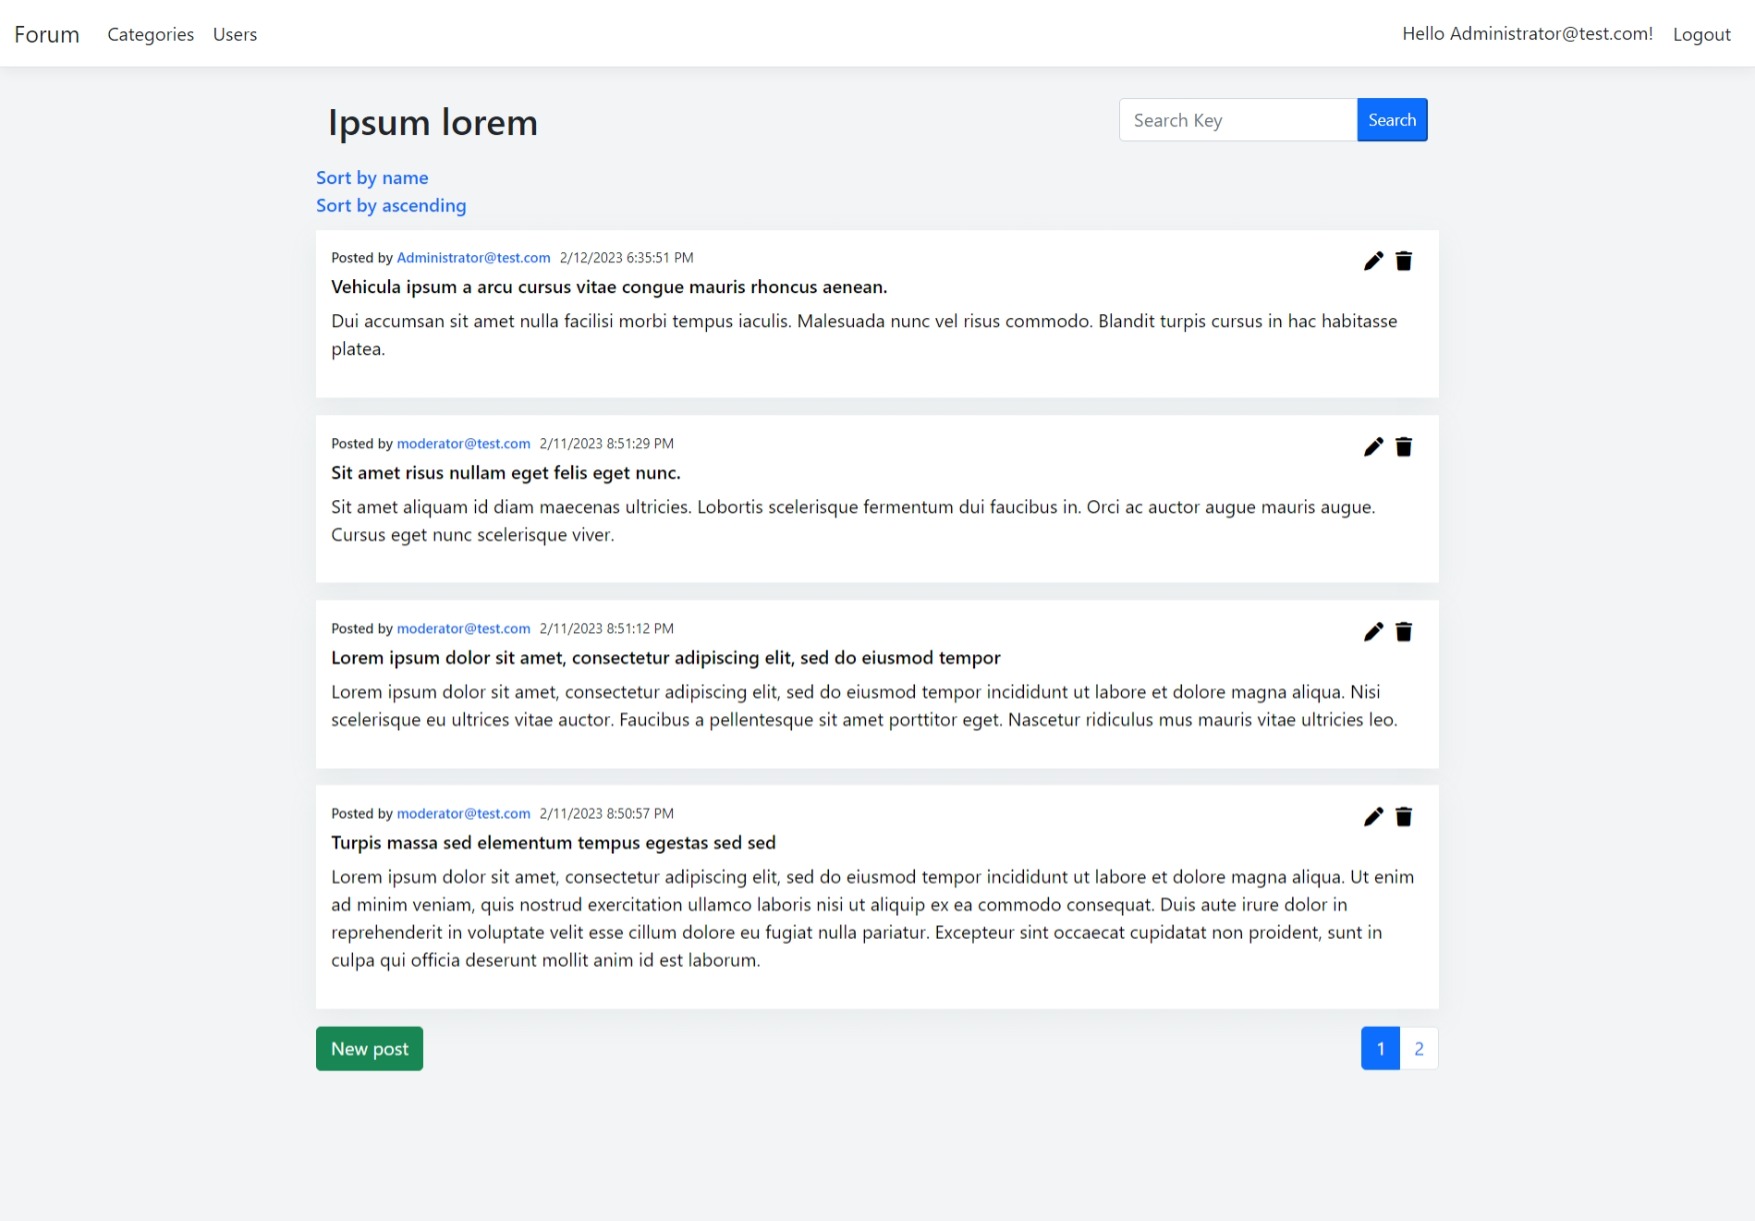 Forum Categories Users Hello Administrator@test.com! Logout
Ipsum lorem
Search Key Search
Sort by name
Sort by ascending
Posted by Administrator@test.com 2/12/2023 6:35:51 PM
Vehicula ipsum a arcu cursus vitae congue mauris rhoncus aenean.
Dui accumsan sit amet nulla facilisi morbi tempus iaculis. Malesuada nunc vel risus commodo. Blandit turpis cursus in hac habitasse
platea.
Posted by moderator@test.com 2/11/2023 8:51:29 PM
Sit amet risus nullam eget felis eget nunc.
Sit amet aliquam id diam maecenas ultricies. Lobortis scelerisque fermentum dui faucibus in. Orci ac auctor augue mauris augue.
Cursus eget nunc scelerisque viver.
Posted by moderator@test.com 2/11/2023 8:51:12 PM
Lorem ipsum dolor sit amet, consectetur adipiscing elit, sed do eiusmod tempor
Lorem ipsum dolor sit amet, consectetur adipiscing elit, sed do eiusmod tempor incididunt ut labore et dolore magna aliqua. Nisi
scelerisque eu ultrices vitae auctor. Faucibus a pellentesque sit amet porttitor eget. Nascetur ridiculus mus mauris vitae ultricies leo.
Posted by moderator@test.com 2/11/2023 8:50:57 PM
Turpis massa sed elementum tempus egestas sed sed
Lorem ipsum dolor sit amet, consectetur adipiscing elit, sed do eiusmod tempor incididunt ut labore et dolore magna aliqua. Ut enim
ad minim veniam, quis nostrud exercitation ullamco laboris nisi ut aliquip ex ea commodo consequat. Duis aute irure dolor in
reprehenderit in voluptate velit esse cillum dolore eu fugiat nulla pariatur. Excepteur sint occaecat cupidatat non proident, sunt in
culpa qui officia deserunt mollit anim id est laborum.
New post 1 2